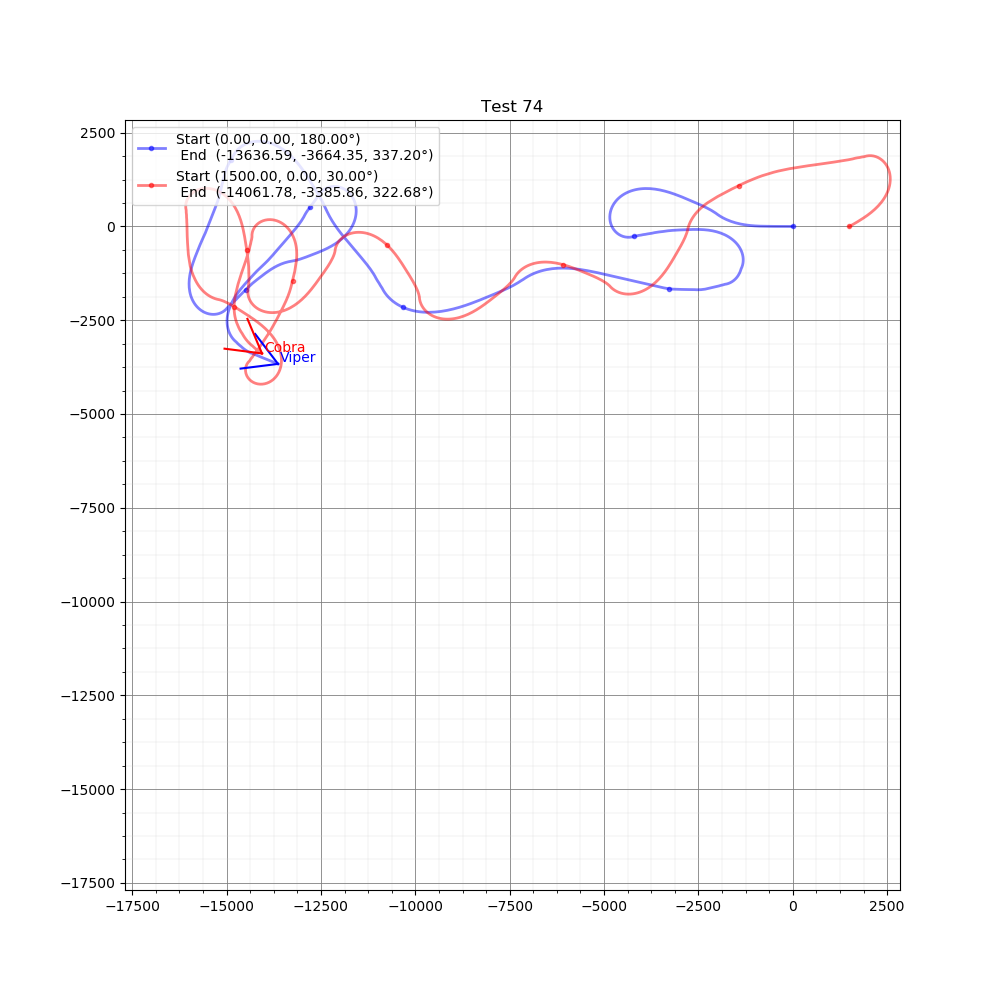 Test 74
Start (0.00, 0.00, 180.00°)
End  (-13636.59, -3664.35, 337.20°)
Start (1500.00, 0.00, 30.00°)
End  (-14061.78, -3385.86, 322.68°)
2500
0
−2500
−5000
−7500
−10000
−12500
−15000
−17500
Cobra
Viper
−17500 −15000 −12500 −10000 −7500 −5000 −2500 0 2500